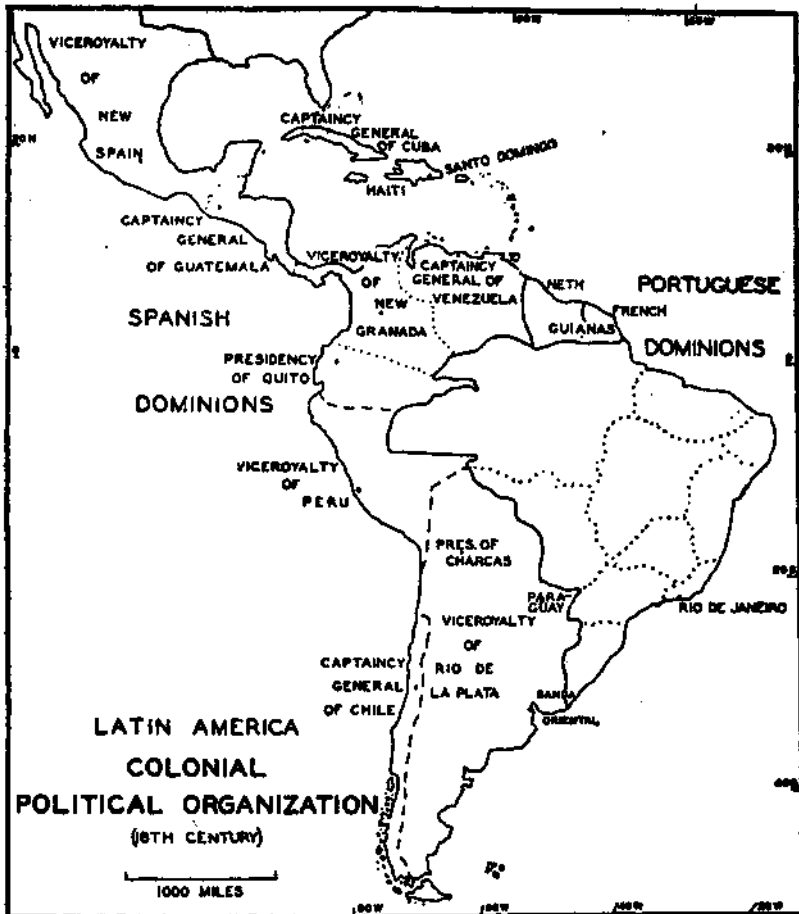 VICEROYALTY
OF
NEW
SPAIN
CAPTAINCY
GENERAL
OF CUBA
SANTO DOMINGO
HAITI
CAPTAINCY
GENERAL
OF GUATEMALA
VICEROYALTY
OF
NEW
GRANADA
CAPTAINCY
GENERAL OF
VENEZUELA
NETH
FRENCH
GUIANAS
PORTUGUESE
DOMINIONS
SPANISH
DOMINIONS
PRESIDENCY
OF QUITO
VICEROYALTY
OF
PERU
PRES. OF
CHARCAS
PARA-
GUAY
VICEROYALTY
OF
RIO DE
LA PLATA
RIO DE JANEIRO
CAPTAINCY
GENERAL
OF CHILE
BANDA
ORIENTAL
LATIN AMERICA
COLONIAL
POLITICAL ORGANIZATION
(18TH CENTURY)
1000 MILES